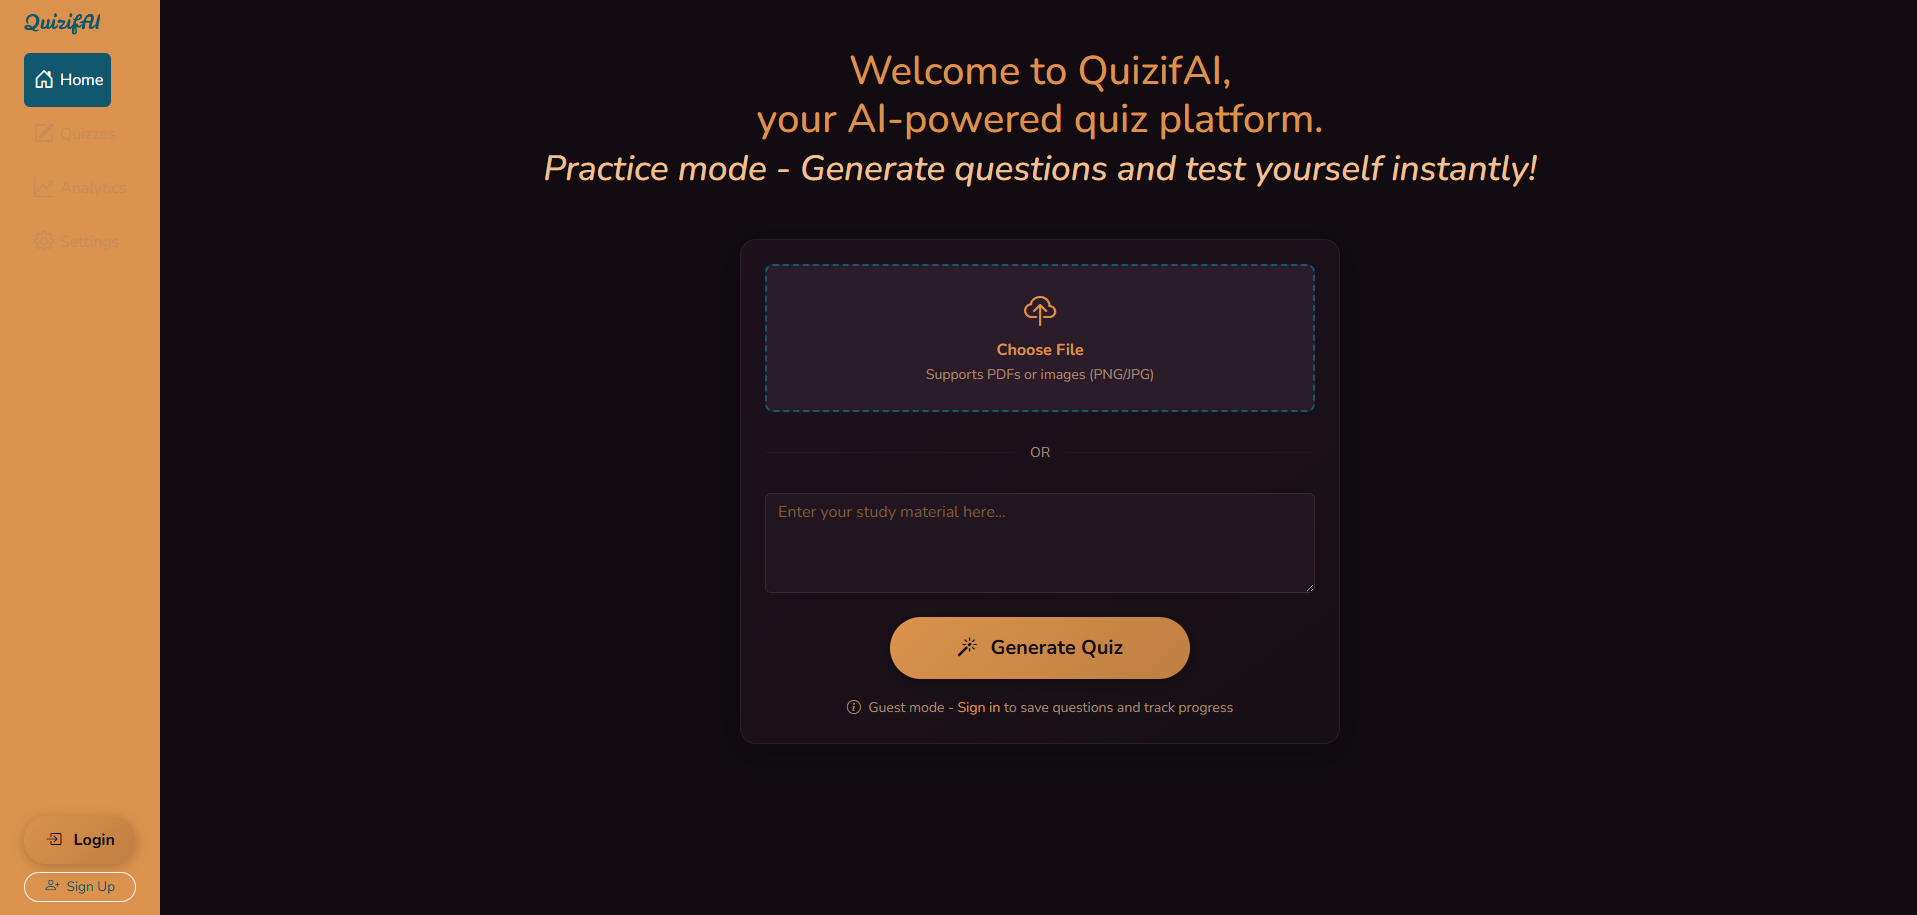 QuizifAI
Home
Quizzes
Analytics
Settings
Login
Sign Up
Welcome to QuizifAI,
your AI-powered quiz platform.
Practice mode - Generate questions and test yourself instantly!
Choose File
Supports PDFs or images (PNG/JPG)
OR
Enter your study material here...
Generate Quiz
Guest mode - Sign in to save questions and track progress